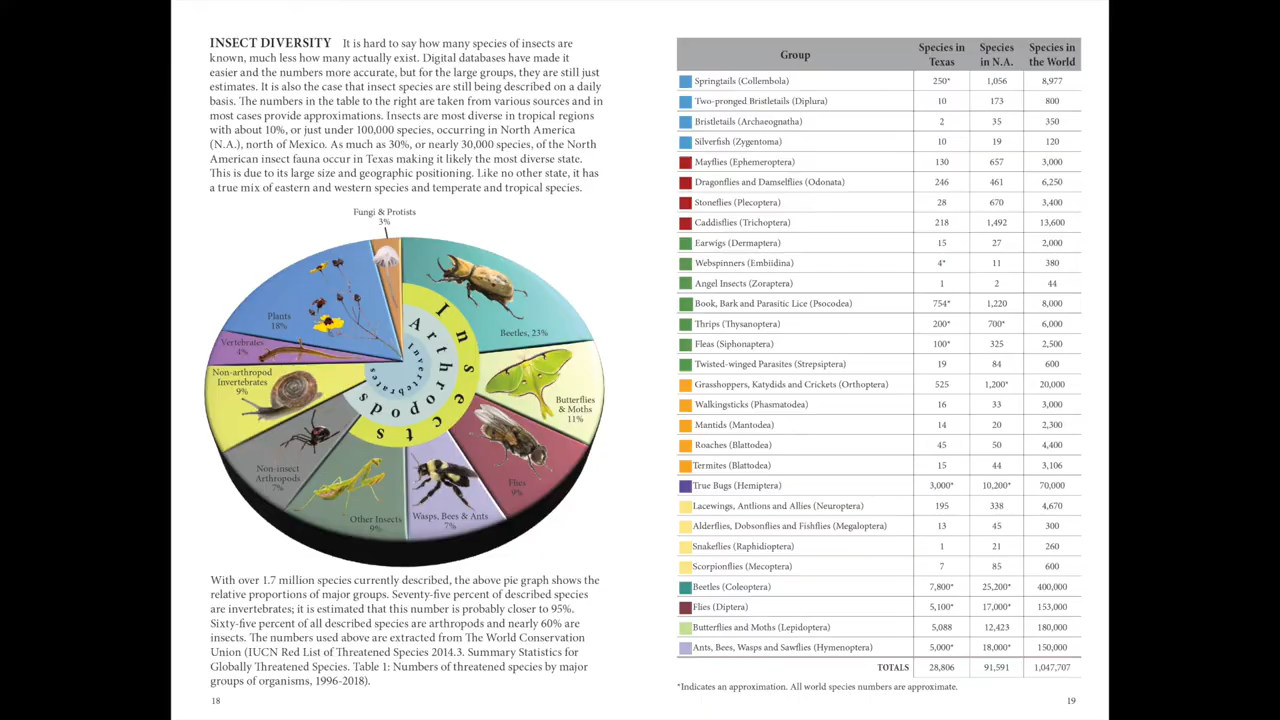 INSECT DIVERSITY It is hard to say how many species of insects are
known, much less how many actually exist. Digital databases have made it
easier and the numbers more accurate, but for the large groups, they are still just
estimates. It is also the case that insect species are still being described on a daily
basis. The numbers in the table to the right are taken from various sources and in
most cases provide approximations. Insects are most diverse in tropical regions
with about 10%, or just under 100,000 species, occurring in North America
(N.A.), north of Mexico. As much as 30%, or nearly 30,000 species, of the North
American insect fauna occur in Texas making it likely the most diverse state.
This is due to its large size and geographic positioning. Like no other state, it has
a true mix of eastern and western species and temperate and tropical species.
Fungi & Protists
3%
Plants
18%
Vertebrates
4%
Non-arthropod
Invertebrates
9%
Non-insect
Arthropods
7%
Other Insects
9%
Wasps, Bees & Ants
7%
Flies
9%
Butterflies
& Moths
11%
Beetles, 23%
Insects
Arthropods
Invertebrates
With over 1.7 million species currently described, the above pie graph shows the
relative proportions of major groups. Seventy-five percent of described species
are invertebrates; it is estimated that this number is probably closer to 95%.
Sixty-five percent of all described species are arthropods and nearly 60% are
insects. The numbers used above are extracted from The World Conservation
Union (IUCN Red List of Threatened Species 2014.3. Summary Statistics for
Globally Threatened Species. Table 1: Numbers of threatened species by major
groups of organisms, 1996-2018).
18
Group Species in Texas Species in N.A. Species in the World
Springtails (Collembola) 250* 1,056 8,977
Two-pronged Bristletails (Diplura) 10 173 800
Bristletails (Archaeognatha) 2 35 350
Silverfish (Zygentoma) 10 19 120
Mayflies (Ephemeroptera) 130 657 3,000
Dragonflies and Damselflies (Odonata) 246 461 6,250
Stoneflies (Plecoptera) 28 670 3,400
Caddisflies (Trichoptera) 218 1,492 13,600
Earwigs (Dermaptera) 15 27 2,000
Webspinners (Embiidina) 4* 11 380
Angel Insects (Zoraptera) 1 2 44
Book, Bark and Parasitic Lice (Psocodea) 754* 1,220 8,000
Thrips (Thysanoptera) 200* 700* 6,000
Fleas (Siphonaptera) 100* 325 2,500
Twisted-winged Parasites (Strepsiptera) 19 84 600
Grasshoppers, Katydids and Crickets (Orthoptera) 525 1,200* 20,000
Walkingsticks (Phasmatodea) 16 33 3,000
Mantids (Mantodea) 14 20 2,300
Roaches (Blattodea) 45 50 4,400
Termites (Blattodea) 15 44 3,106
True Bugs (Hemiptera) 3,000* 10,200* 70,000
Lacewings, Antlions and Allies (Neuroptera) 195 338 4,670
Alderflies, Dobsonflies and Fishflies (Megaloptera) 13 45 300
Snakeflies (Raphidioptera) 1 21 260
Scorpionflies (Mecoptera) 7 85 600
Beetles (Coleoptera) 7,800* 25,200* 400,000
Flies (Diptera) 5,100* 17,000* 153,000
Butterflies and Moths (Lepidoptera) 5,088 12,423 180,000
Ants, Bees, Wasps and Sawflies (Hymenoptera) 5,000* 18,000* 150,000
TOTALS 28,806 91,591 1,047,707
*Indicates an approximation. All world species numbers are approximate.
19